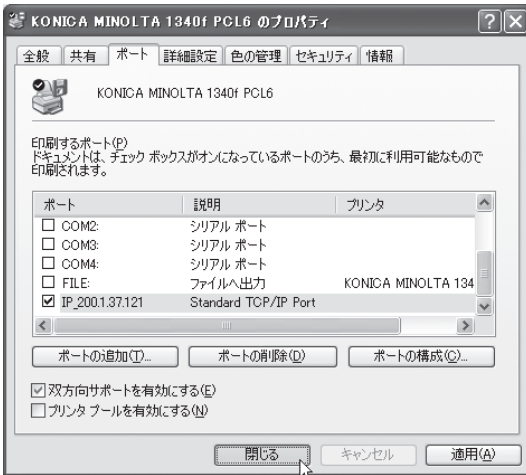 KONICA MINOLTA 1340f PCL6 のプロパティ
全般 共有 ポート 詳細設定 色の管理 セキュリティ 情報
KONICA MINOLTA 1340f PCL6
印刷するポート(P)
ドキュメントは、チェック ボックスがオンになっているポートのうち、最初に利用可能なもので
印刷されます。
ポート 説明 プリンタ
COM2: シリアル ポート
COM3: シリアル ポート
COM4: シリアル ポート
FILE: ファイルへ出力 KONICA MINOLTA 134
IP_200.1.37.121 Standard TCP/IP Port
ポートの追加(T)... ポートの削除(D) ポートの構成(C)...
双方向サポートを有効にする(E)
プリンタ プールを有効にする(N)
閉じる キャンセル 適用(A)